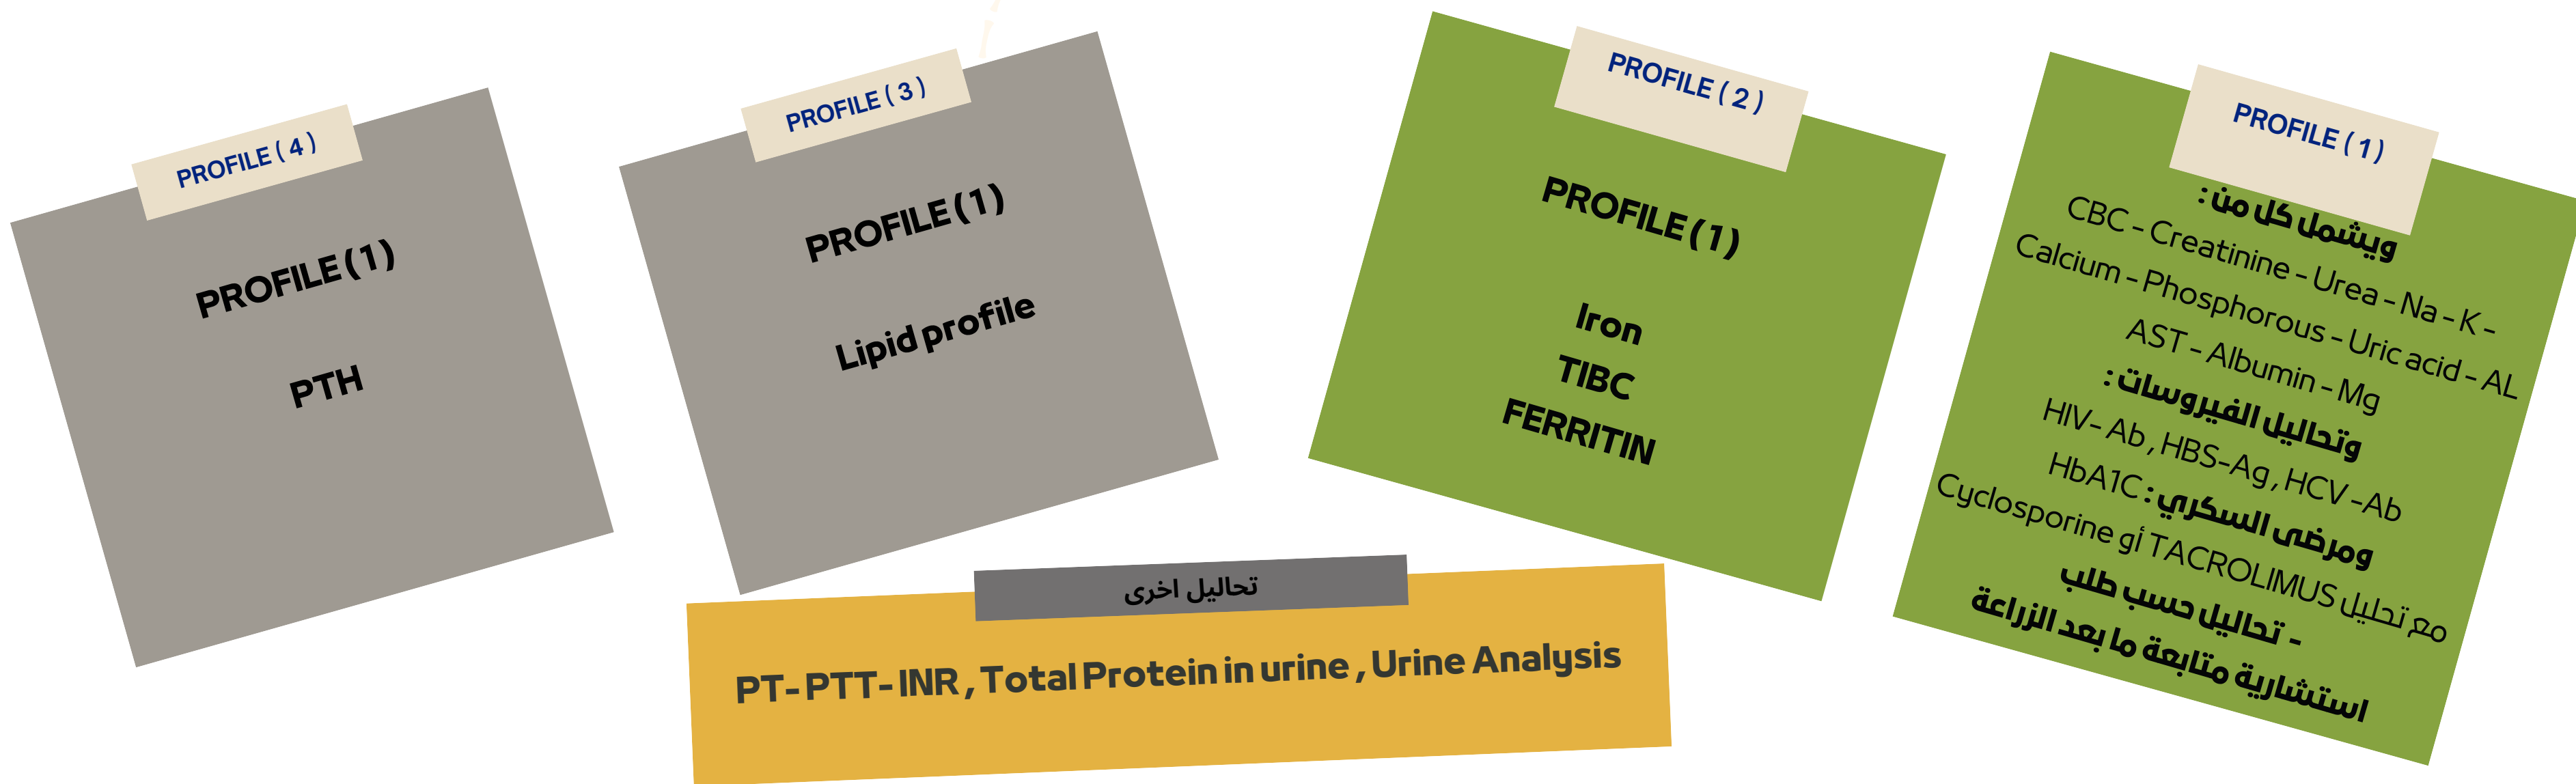 PROFILE ( 1 )
ويشمل كل من :
CBC - Creatinine - Urea - Na - K -
Calcium - Phosphorous - Uric acid - AL
AST - Albumin - Mg
وتحاليل الفيروسات :
HIV- Ab , HBS-Ag , HCV -Ab
ومرضى السكري : HbA1C
مع تحليل TACROLIMUS أو Cyclosporine
- تحاليل حسب طلب
استشارية متابعة ما بعد الزراعة
PROFILE ( 2 )
PROFILE ( 1 )
Iron
TIBC
FERRITIN
PROFILE ( 3 )
PROFILE ( 1 )
Lipid profile
PROFILE ( 4 )
PROFILE ( 1 )
PTH
تحاليل اخرى
PT- PTT- INR , Total Protein in urine , Urine Analysis